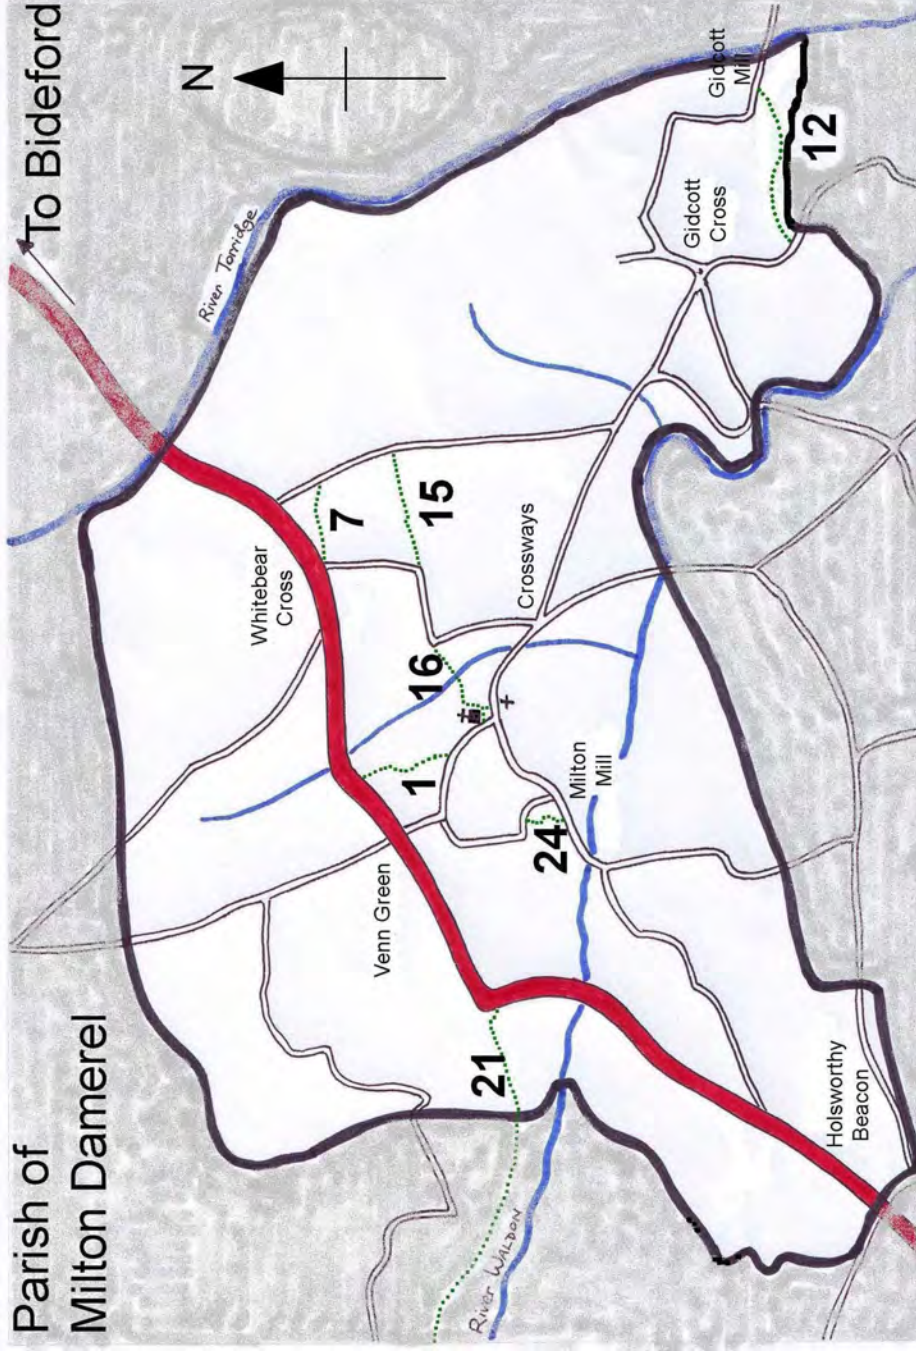 Parish of
Milton Damerel
To Bideford
N
River Torridge
Whitebear
Cross
7
15
Venn Green
16
1
Crossways
Gidcott
Mill
Gidcott
Cross
12
21
24
Milton
Mill
River WALDON
Holsworthy
Beacon